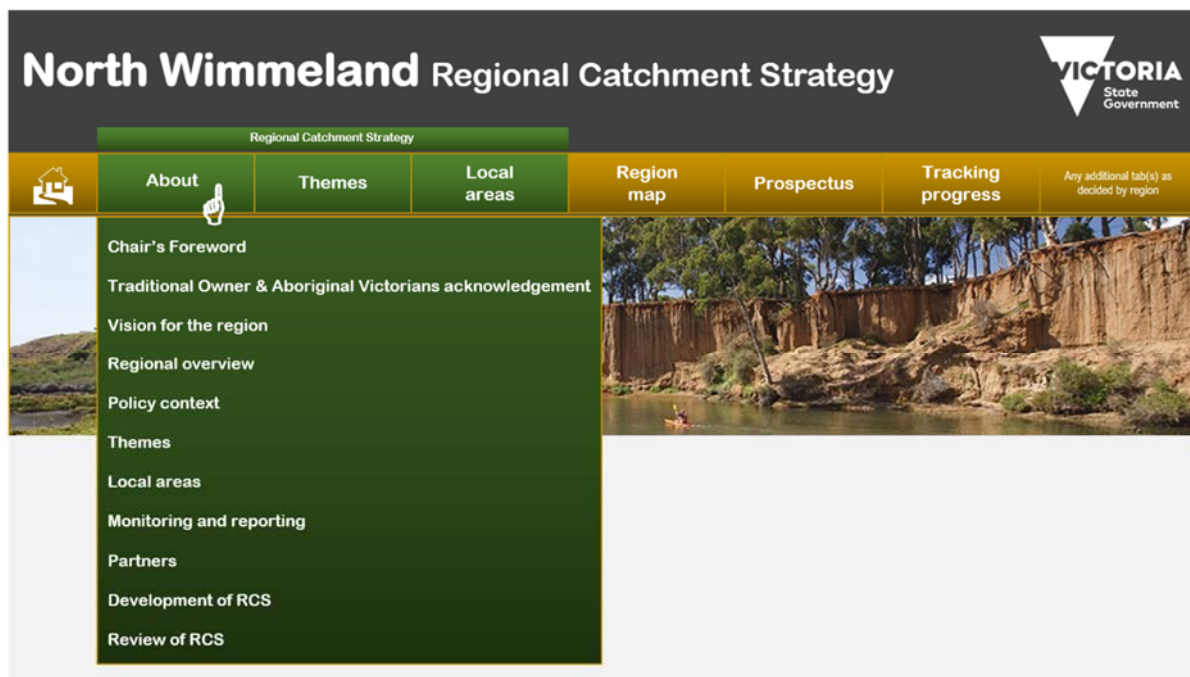 North Wimmeland Regional Catchment Strategy
VICTORIA
State
Government
Regional Catchment Strategy
About
Themes
Local
areas
Region
map
Prospectus
Tracking
progress
Any additional tab(s) as
decided by region
Chair's Foreword
Traditional Owner & Aboriginal Victorians acknowledgement
Vision for the region
Regional overview
Policy context
Themes
Local areas
Monitoring and reporting
Partners
Development of RCS
Review of RCS